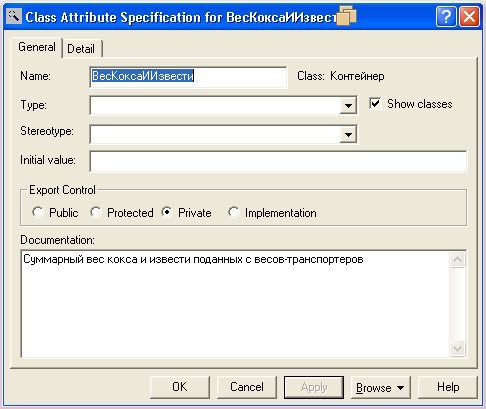 Class Attribute Specification for ВесКоксаИИзвест
General Detail
Name: ВесКоксаИИзвести Class: Контейнер
Type: Show classes
Stereotype:
Initial value:
Export Control
Public Protected Private Implementation
Documentation:
Суммарный вес кокса и извести поданных с весов-транспортеров
OK Cancel Apply Browse Help